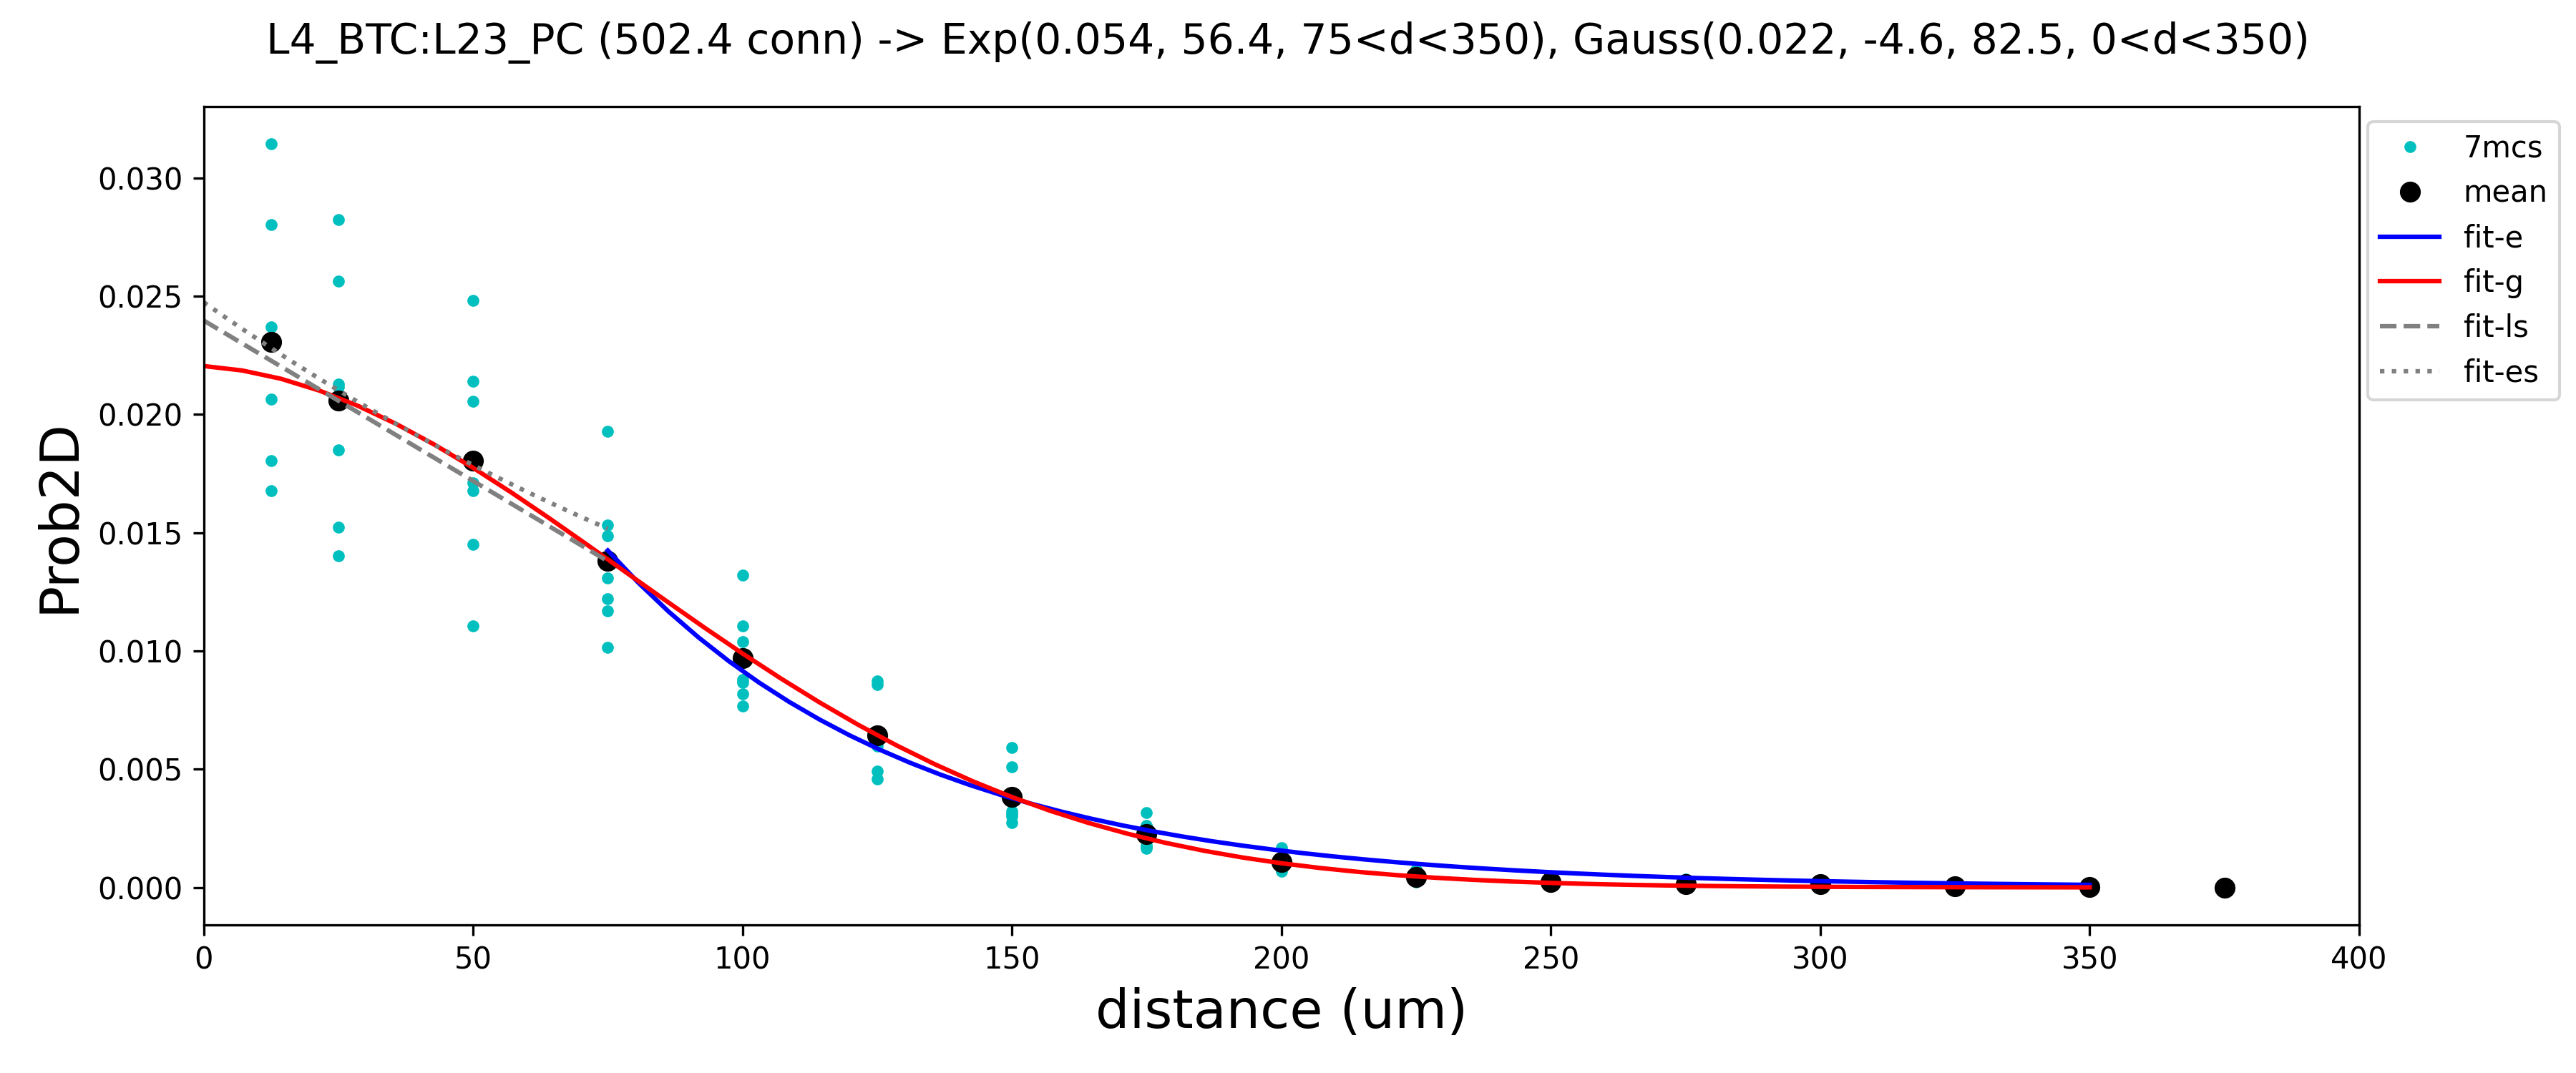 L4_BTC:L23_PC (502.4 conn) -> Exp(0.054, 56.4, 75<d<350), Gauss(0.022, -4.6, 82.5, 0<d<350)
7mcs
mean
fit-e
fit-g
fit-ls
fit-es
Prob2D
0.030
0.025
0.020
0.015
0.010
0.005
0.000
0
50
100
150
200
250
300
350
400
distance (um)